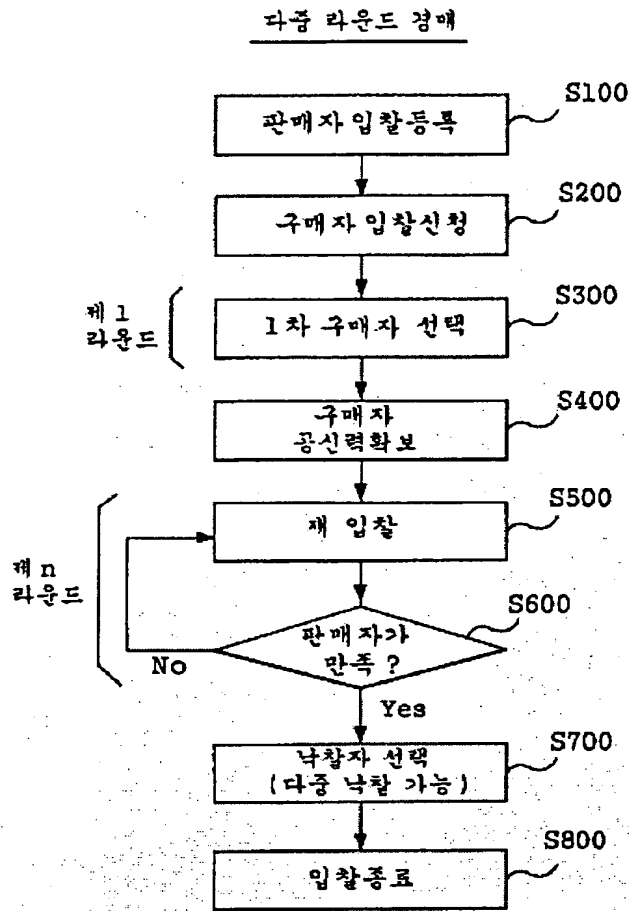 다중 라운드 경매
S100
판매자 입찰등록
S200
구매자 입찰신청
제 1
라운드
S300
1차 구매자 선택
S400
구매자
공신력확보
S500
재 입찰
제 n
라운드
S600
판매자가
만족 ?
No
Yes
S700
낙찰자 선택
(다중 낙찰 가능)
S800
입찰종료